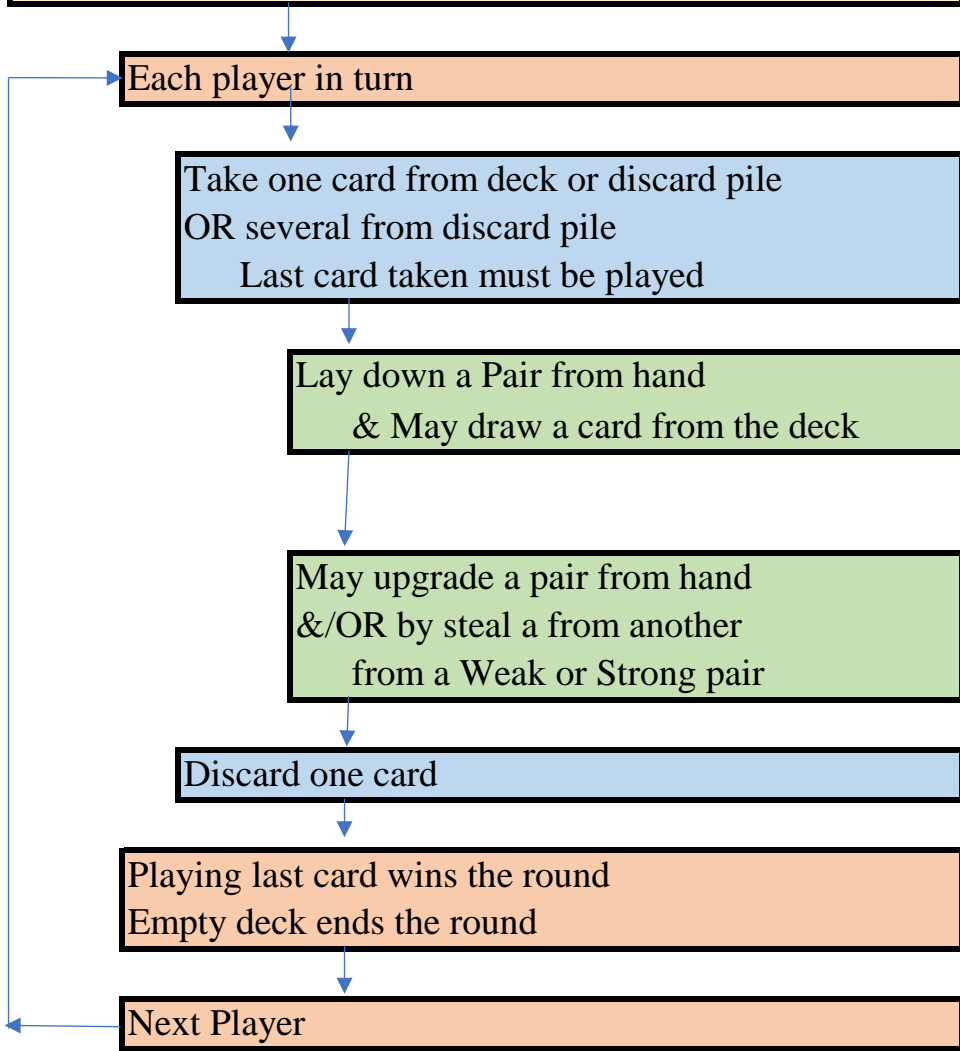 Each player in turn
Take one card from deck or discard pile
OR several from discard pile
Last card taken must be played
Lay down a Pair from hand
& May draw a card from the deck
May upgrade a pair from hand
&/OR by steal a from another
from a Weak or Strong pair
Discard one card
Playing last card wins the round
Empty deck ends the round
Next Player